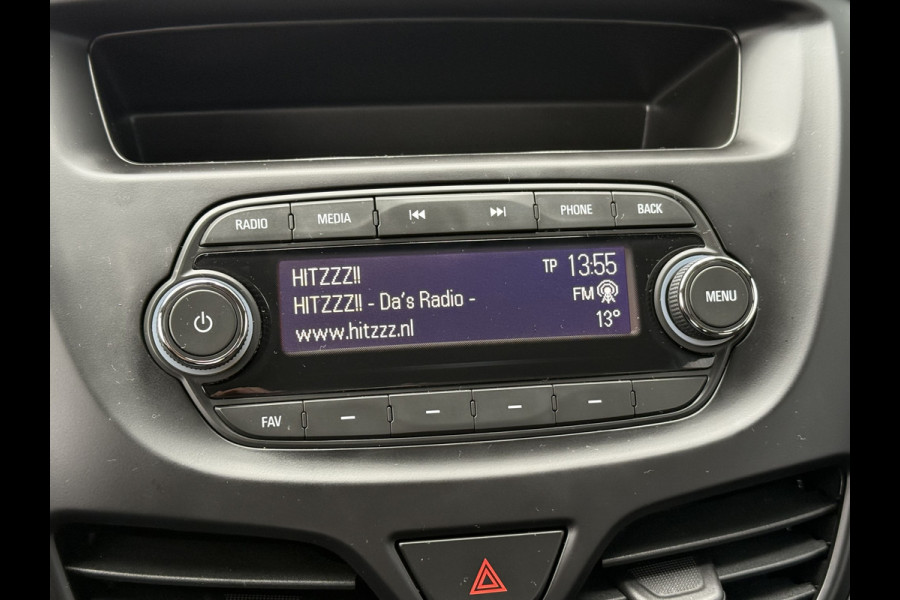 RADIO MEDIA PHONE BACK
HITZZZ!! TP 13:55
HITZZZ!! - Da's Radio - FM
www.hitzzz.nl 13°
MENU
FAV